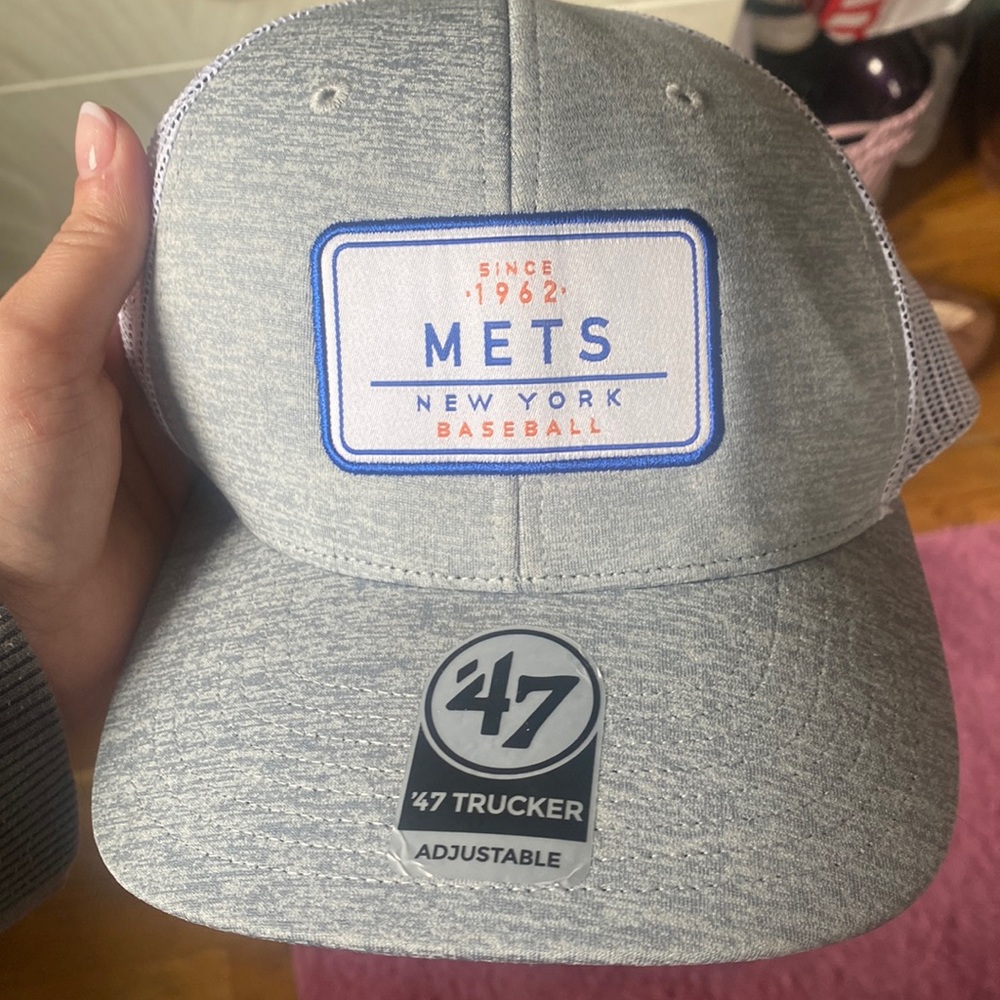 SINCE
·1962·
METS
NEW YORK
BASEBALL
'47
'47 TRUCKER
ADJUSTABLE